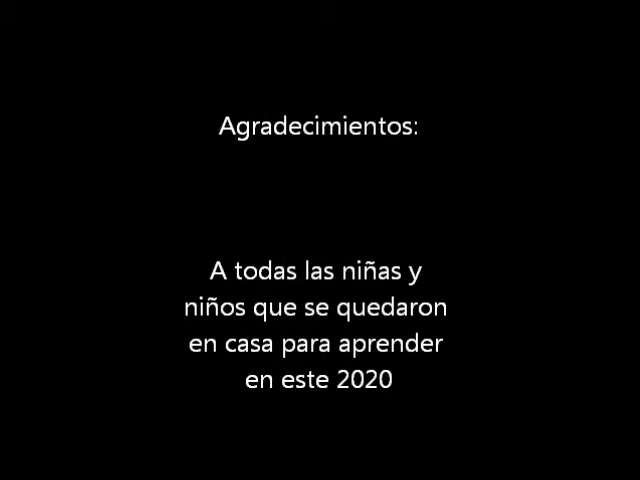 Agradecimientos:
A todas las niñas y
niños que se quedaron
en casa para aprender
en este 2020